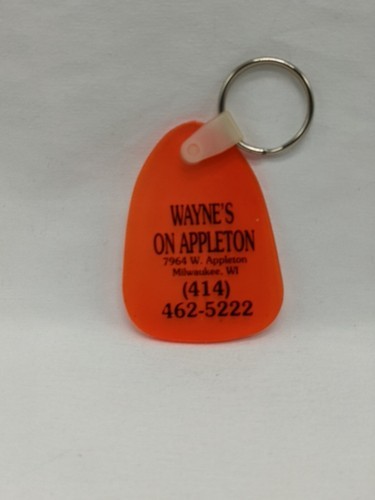 WAYNE'S
ON APPLETON
7964 W. Appleton
Milwaukee, WI
(414)
462-5222